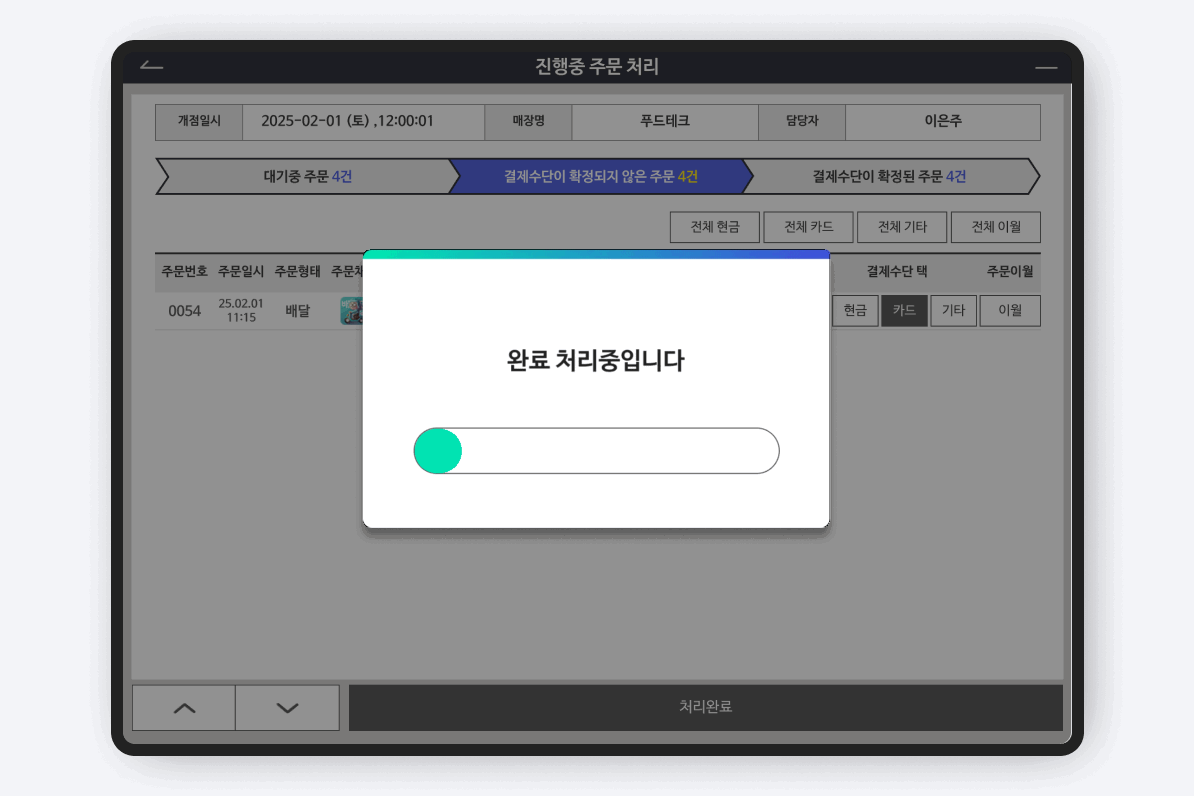 진행중 주문 처리
개점일시 2025-02-01 (토) ,12:00:01 매장명 푸드테크 담당자 이은주
대기중 주문 4건 결제수단이 확정되지 않은 주문 4건 결제수단이 확정된 주문 4건
전체 현금 전체 카드 전체 기타 전체 이월
주문번호 주문일시 주문형태 결제수단 택 주문이월
0054 25.02.01 배달 현금 카드 기타 이월
11:15
완료 처리중입니다
처리완료